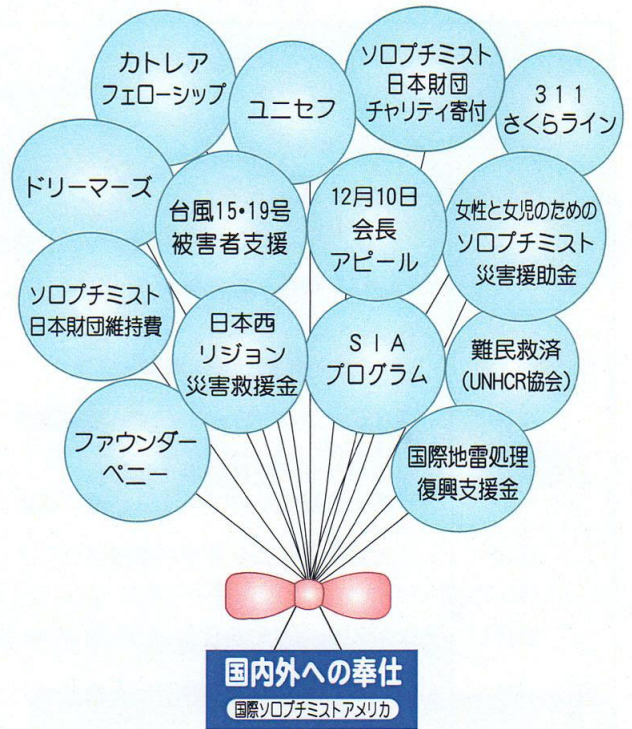 カトレア
フェローシップ
ユニセフ
ソロプチミスト
日本財団
チャリティ寄付
311
さくらライン
ドリーマーズ
台風15・19号
被害者支援
12月10日
会長
アピール
女性と女児のための
ソロプチミスト
災害援助金
ソロプチミスト
日本財団維持費
日本西
リジョン
災害救援金
SIA
プログラム
難民救済
(UNHCR協会)
ファウンダー
ペニー
国際地雷処理
復興支援金
国内外への奉仕
国際ソロプチミストアメリカ